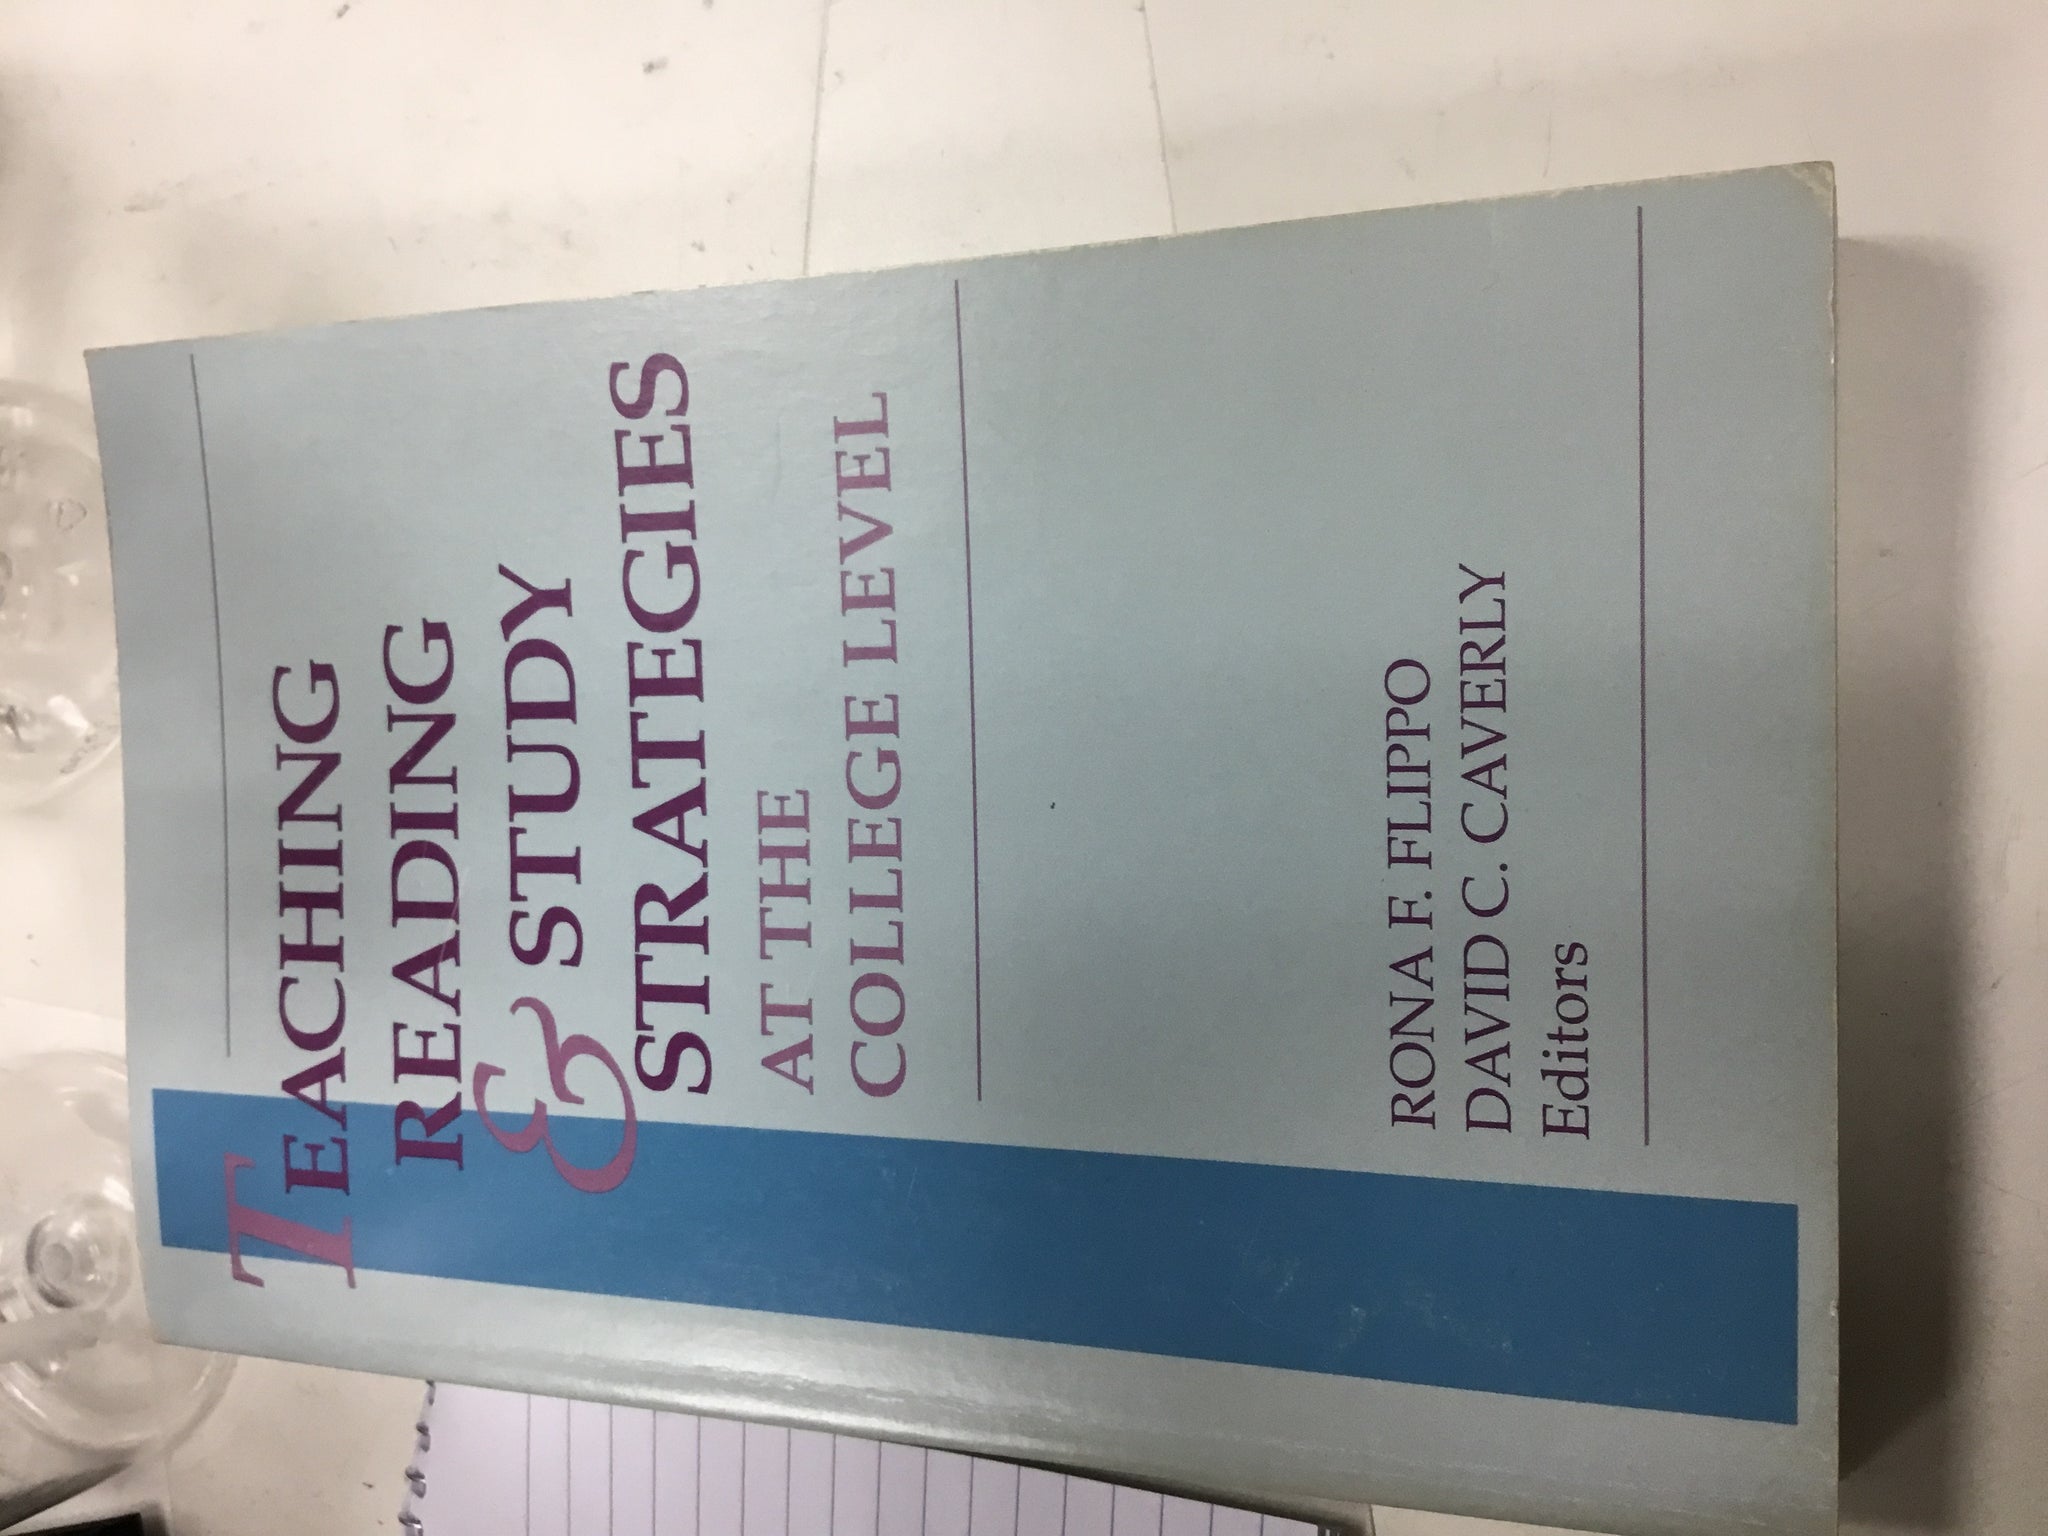 TEACHING
READING
& STUDY
STRATEGIES
AT THE
COLLEGE LEVEL
RONA F. FLIPPO
DAVID C. CAVERLY
Editors